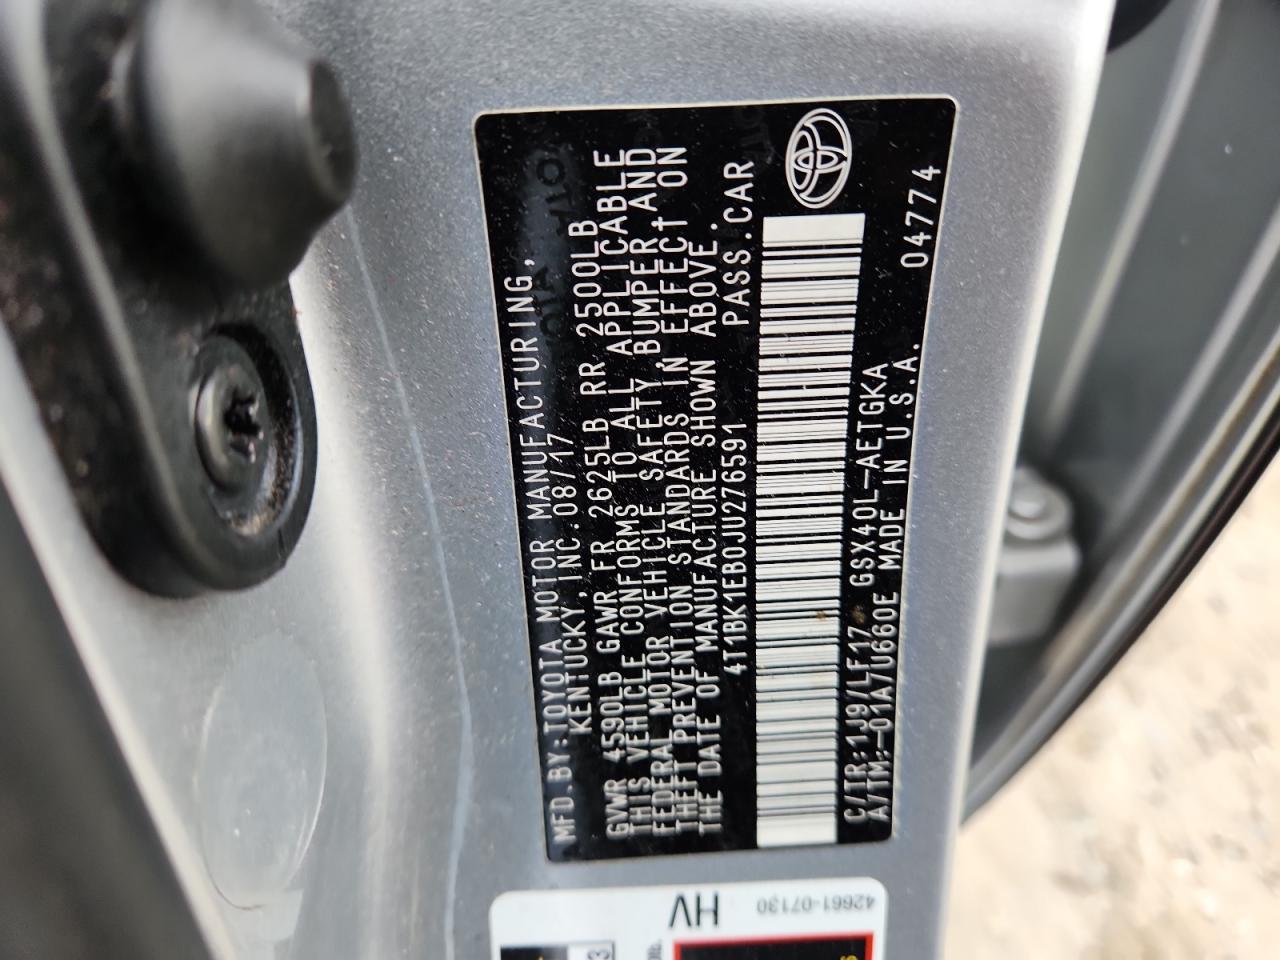 MFD.BY:TOYOTA MOTOR MANUFACTURING,
KENTUCKY,INC.08/17
GVWR 4590LB GAWR FR 2625LB RR 2500LB
THIS VEHICLE CONFORMS TO ALL APPLICABLE
FEDERAL MOTOR VEHICLE SAFETY,BUMPER,AND
THEFT PREVENTION STANDARDS IN EFFECT ON
THE DATE OF MANUFACTURE SHOWN ABOVE.
4T1BK1EB0JU276591 PASS.CAR
C/TR:1J9/LF17 GSX40L-AETGKA
A/TM:-01A/U660E MADE IN U.S.A. 04774
HV 42661-07130